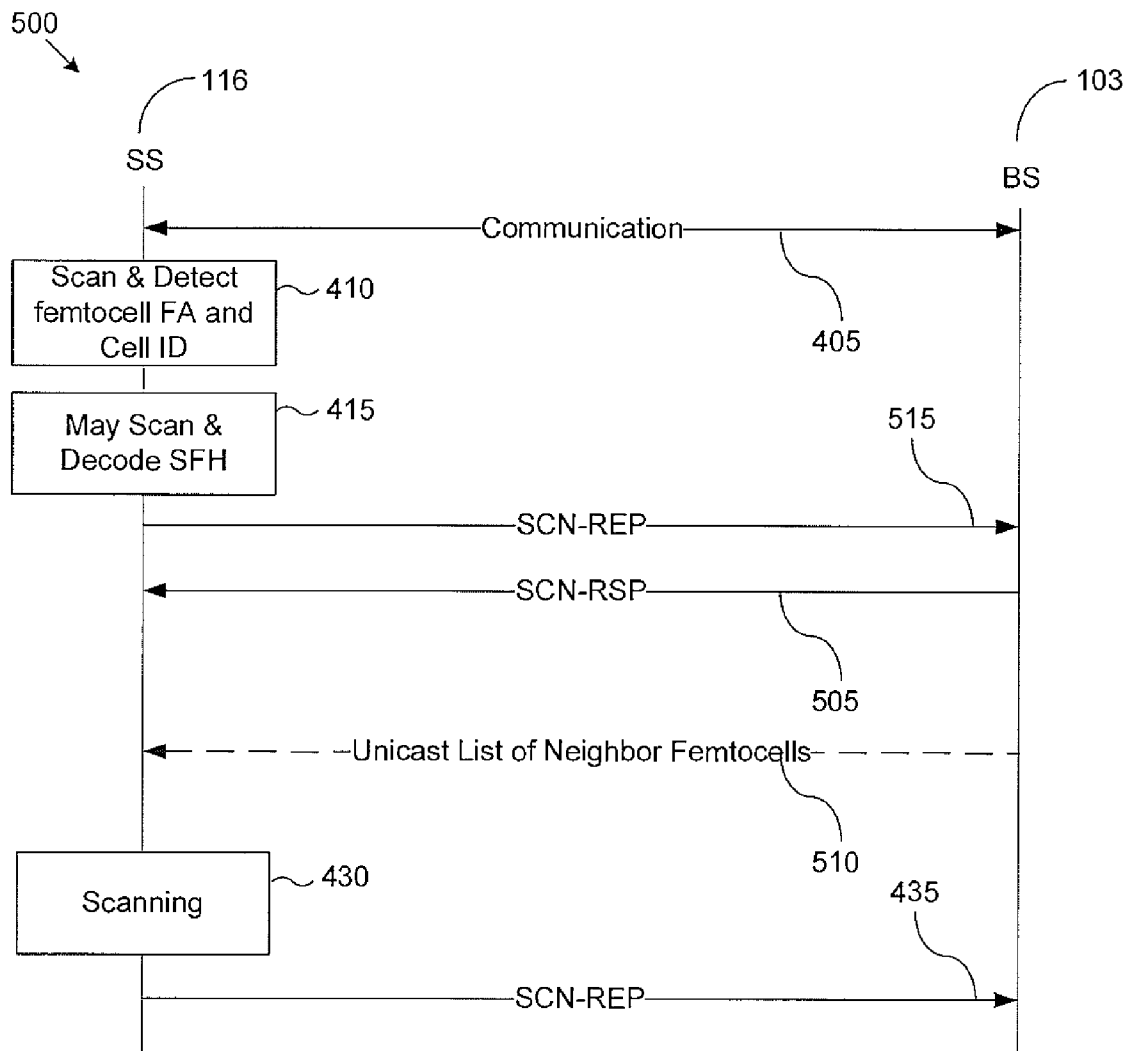 500
116
103
SS
BS
Communication
405
Scan & Detect
femtocell FA and
Cell ID
410
May Scan &
Decode SFH
415
515
SCN-REP
SCN-RSP
505
Unicast List of Neighbor Femtocells
510
Scanning
430
435
SCN-REP